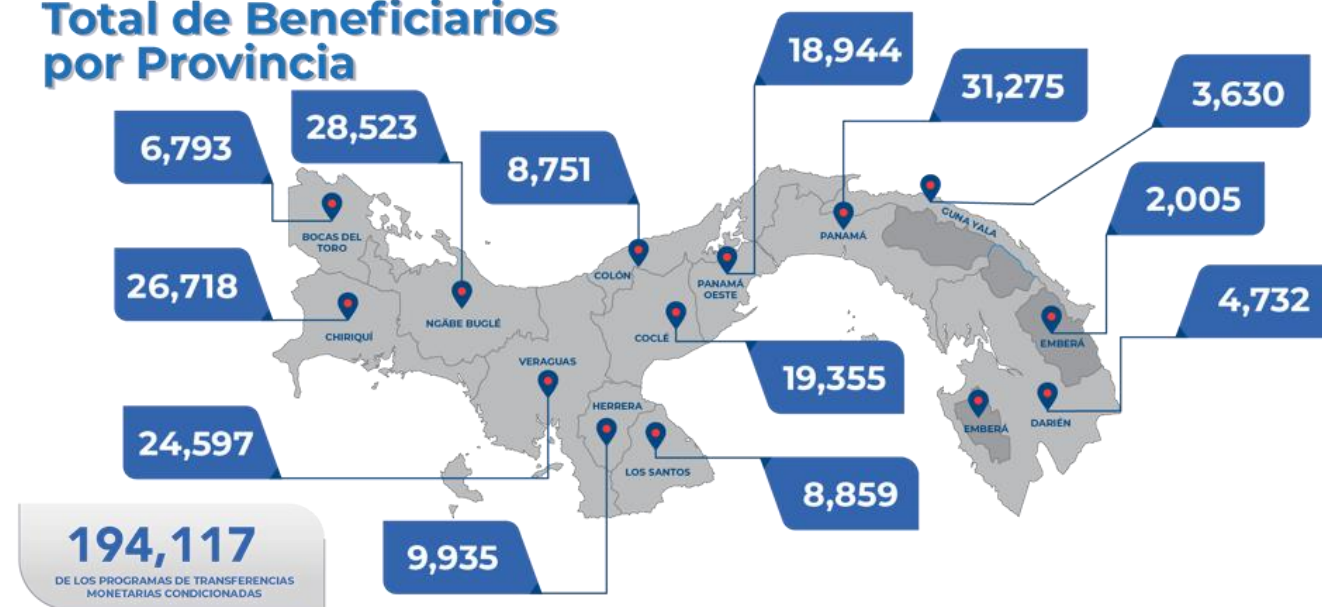 Total de Beneficiarios
por Provincia
18,944
31,275
3,630
28,523
6,793
8,751
2,005
26,718
4,732
19,355
24,597
8,859
9,935
BOCAS DEL
TORO
CHIRIQUÍ
NGÄBE BUGLÉ
VERAGUAS
HERRERA
LOS SANTOS
COLÓN
COCLÉ
PANAMÁ
OESTE
PANAMÁ
GUNA YALA
EMBERÁ
EMBERÁ
DARIÉN
194,117
DE LOS PROGRAMAS DE TRANSFERENCIAS
MONETARIAS CONDICIONADAS